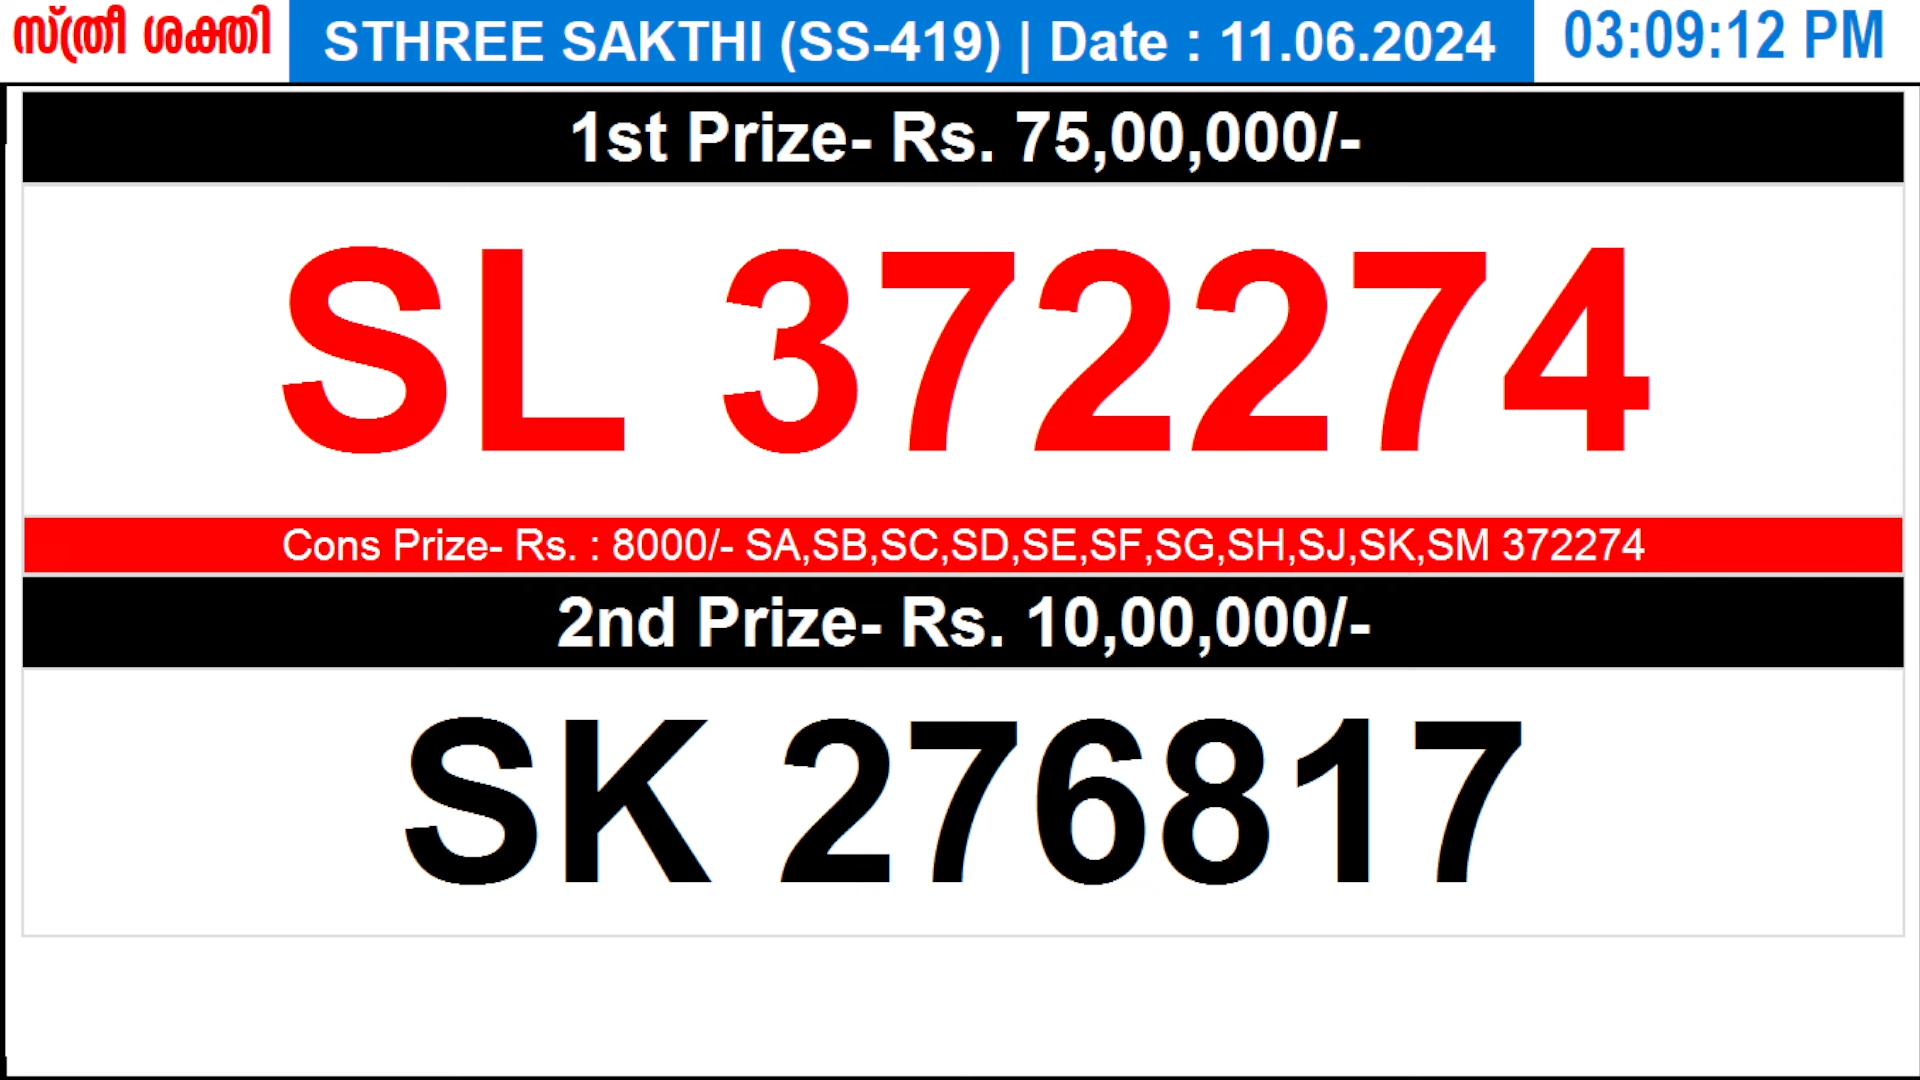 സ്ത്രീ ശക്തി STHREE SAKTHI (SS-419) | Date : 11.06.2024 03:09:12 PM
1st Prize- Rs. 75,00,000/-
SL 372274
Cons Prize- Rs. : 8000/- SA,SB,SC,SD,SE,SF,SG,SH,SJ,SK,SM 372274
2nd Prize- Rs. 10,00,000/-
SK 276817